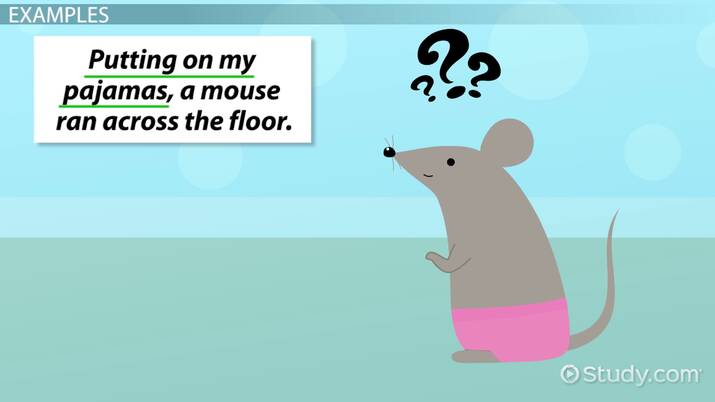 EXAMPLES
Putting on my
pajamas, a mouse
ran across the floor.
???
Study.com